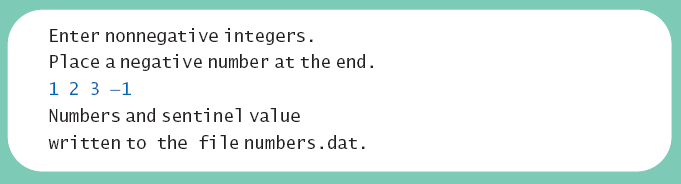 Enter nonnegative integers.
Place a negative number at the end.
1 2 3 –1
Numbers and sentinel value
written to the file numbers.dat.